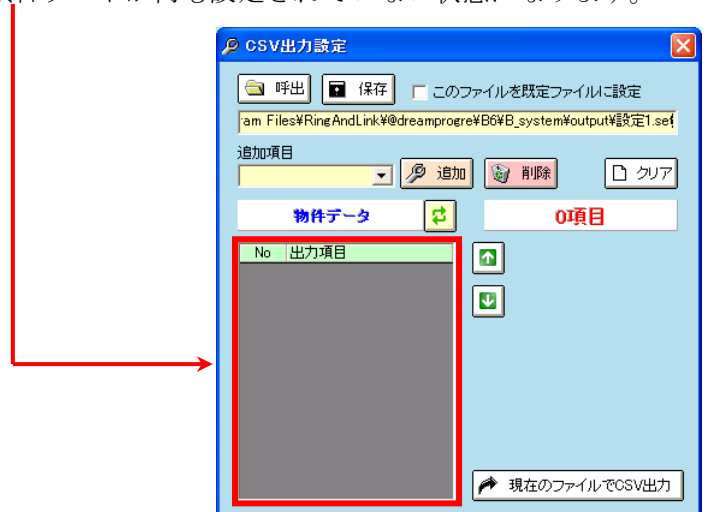 CSV出力設定
呼出 保存 このファイルを既定ファイルに設定
am Files¥RingAndLink¥@dreamprogre¥B6¥B_system¥output¥設定1.set
追加項目
追加 削除 クリア
物件データ 0項目
No 出力項目
現在のファイルでCSV出力